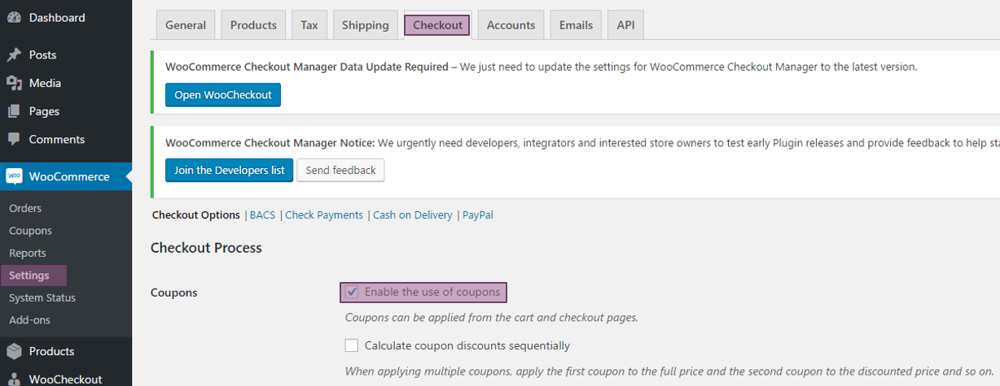 Dashboard
Posts
Media
Pages
Comments
WOO WooCommerce
Orders
Coupons
Reports
Settings
System Status
Add-ons
Products
WooCheckout
General Products Tax Shipping Checkout Accounts Emails API
WooCommerce Checkout Manager Data Update Required – We just need to update the settings for WooCommerce Checkout Manager to the latest version.
Open WooCheckout
WooCommerce Checkout Manager Notice: We urgently need developers, integrators and interested store owners to test early Plugin releases and provide feedback to help
Join the Developers list Send feedback
Checkout Options | BACS | Check Payments | Cash on Delivery | PayPal
Checkout Process
Coupons Enable the use of coupons
Coupons can be applied from the cart and checkout pages.
Calculate coupon discounts sequentially
When applying multiple coupons, apply the first coupon to the full price and the second coupon to the discounted price and so on.